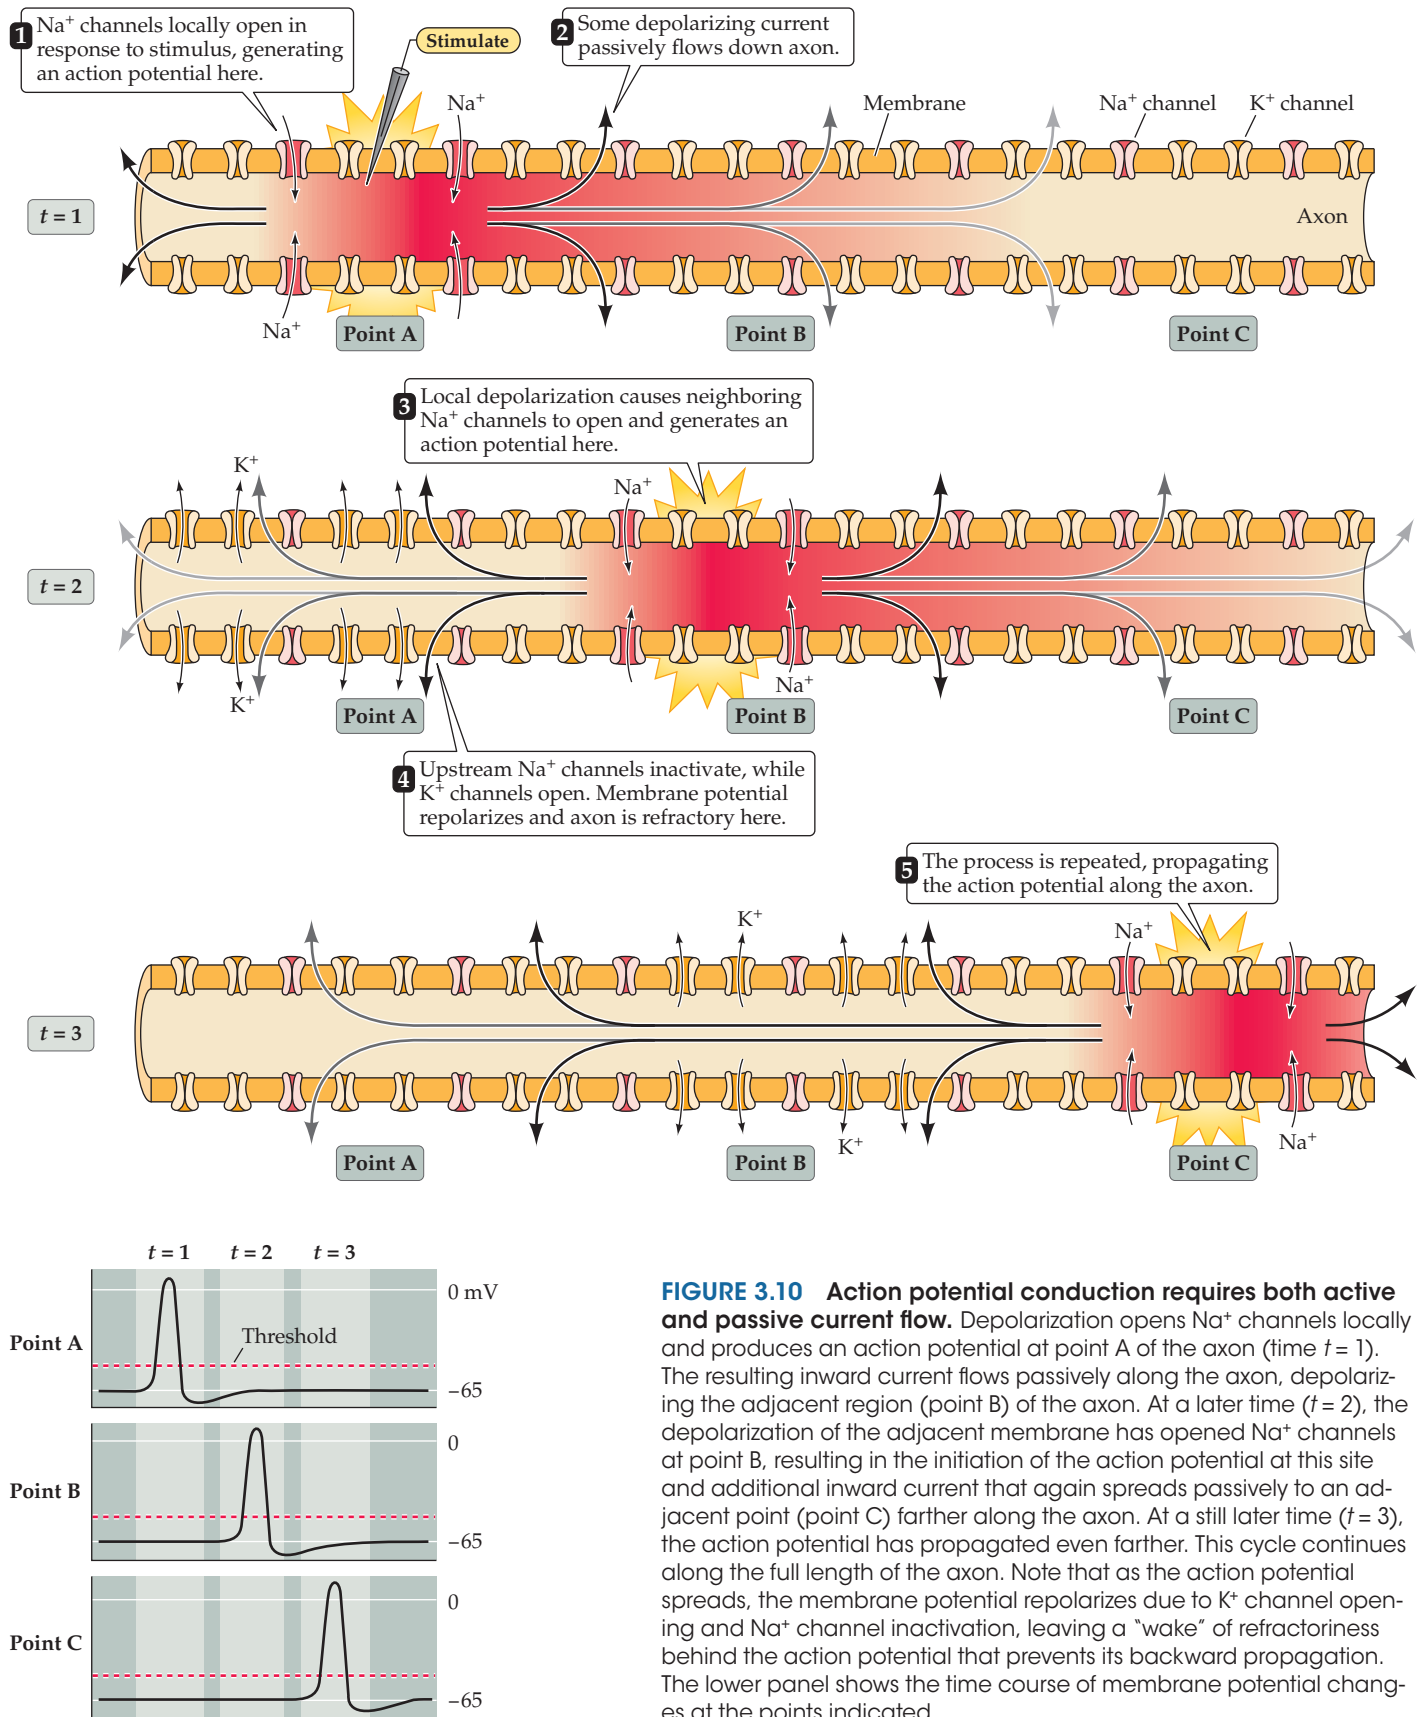 1 Na⁺ channels locally open in
response to stimulus, generating
an action potential here.
Stimulate
2 Some depolarizing current
passively flows down axon.
Na⁺
Membrane
Na⁺ channel
K⁺ channel
t = 1
Axon
Na⁺
Point A
Point B
Point C
3 Local depolarization causes neighboring
Na⁺ channels to open and generates an
action potential here.
K⁺
Na⁺
t = 2
K⁺
Na⁺
Point A
Point B
Point C
4 Upstream Na⁺ channels inactivate, while
K⁺ channels open. Membrane potential
repolarizes and axon is refractory here.
5 The process is repeated, propagating
the action potential along the axon.
K⁺
Na⁺
t = 3
K⁺
Na⁺
Point A
Point B
Point C
t = 1
t = 2
t = 3
0 mV
Point A
Threshold
–65
0
Point B
–65
0
Point C
–65
FIGURE 3.10 Action potential conduction requires both active
and passive current flow. Depolarization opens Na⁺ channels locally
and produces an action potential at point A of the axon (time t = 1).
The resulting inward current flows passively along the axon, depolariz-
ing the adjacent region (point B) of the axon. At a later time (t = 2), the
depolarization of the adjacent membrane has opened Na⁺ channels
at point B, resulting in the initiation of the action potential at this site
and additional inward current that again spreads passively to an ad-
jacent point (point C) farther along the axon. At a still later time (t = 3),
the action potential has propagated even farther. This cycle continues
along the full length of the axon. Note that as the action potential
spreads, the membrane potential repolarizes due to K⁺ channel open-
ing and Na⁺ channel inactivation, leaving a “wake” of refractoriness
behind the action potential that prevents its backward propagation.
The lower panel shows the time course of membrane potential chang-
es at the points indicated.